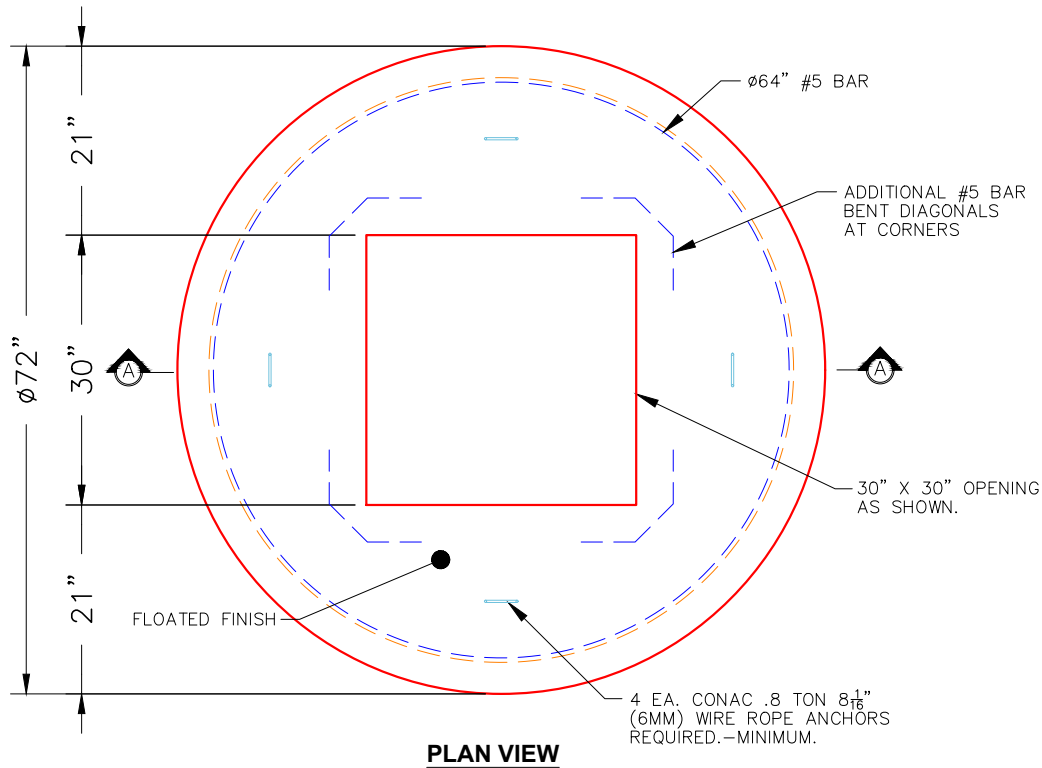 ø64" #5 BAR
21"
ADDITIONAL #5 BAR
BENT DIAGONALS
AT CORNERS
ø72"
30"
A
A
30" X 30" OPENING
AS SHOWN.
21"
FLOATED FINISH
4 EA. CONAC .8 TON 8 1/16"
(6MM) WIRE ROPE ANCHORS
REQUIRED.–MINIMUM.
PLAN VIEW